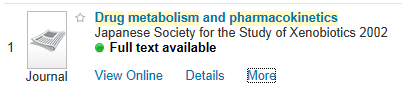 1
Journal
Drug metabolism and pharmacokinetics
Japanese Society for the Study of Xenobiotics 2002
Full text available
View Online Details More